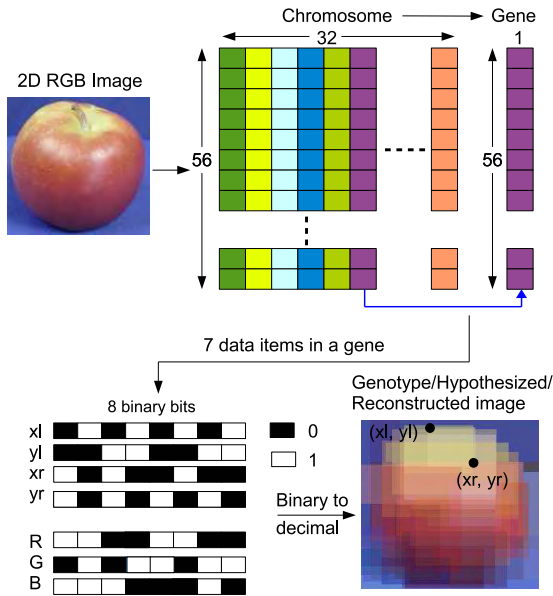 Chromosome
Gene
32
1
2D RGB Image
56
56
7 data items in a gene
8 binary bits
xl
yl
xr
yr
R
G
B
0
1
Binary to
decimal
Genotype/Hypothesized/
Reconstructed image
(xl, yl)
(xr, yr)